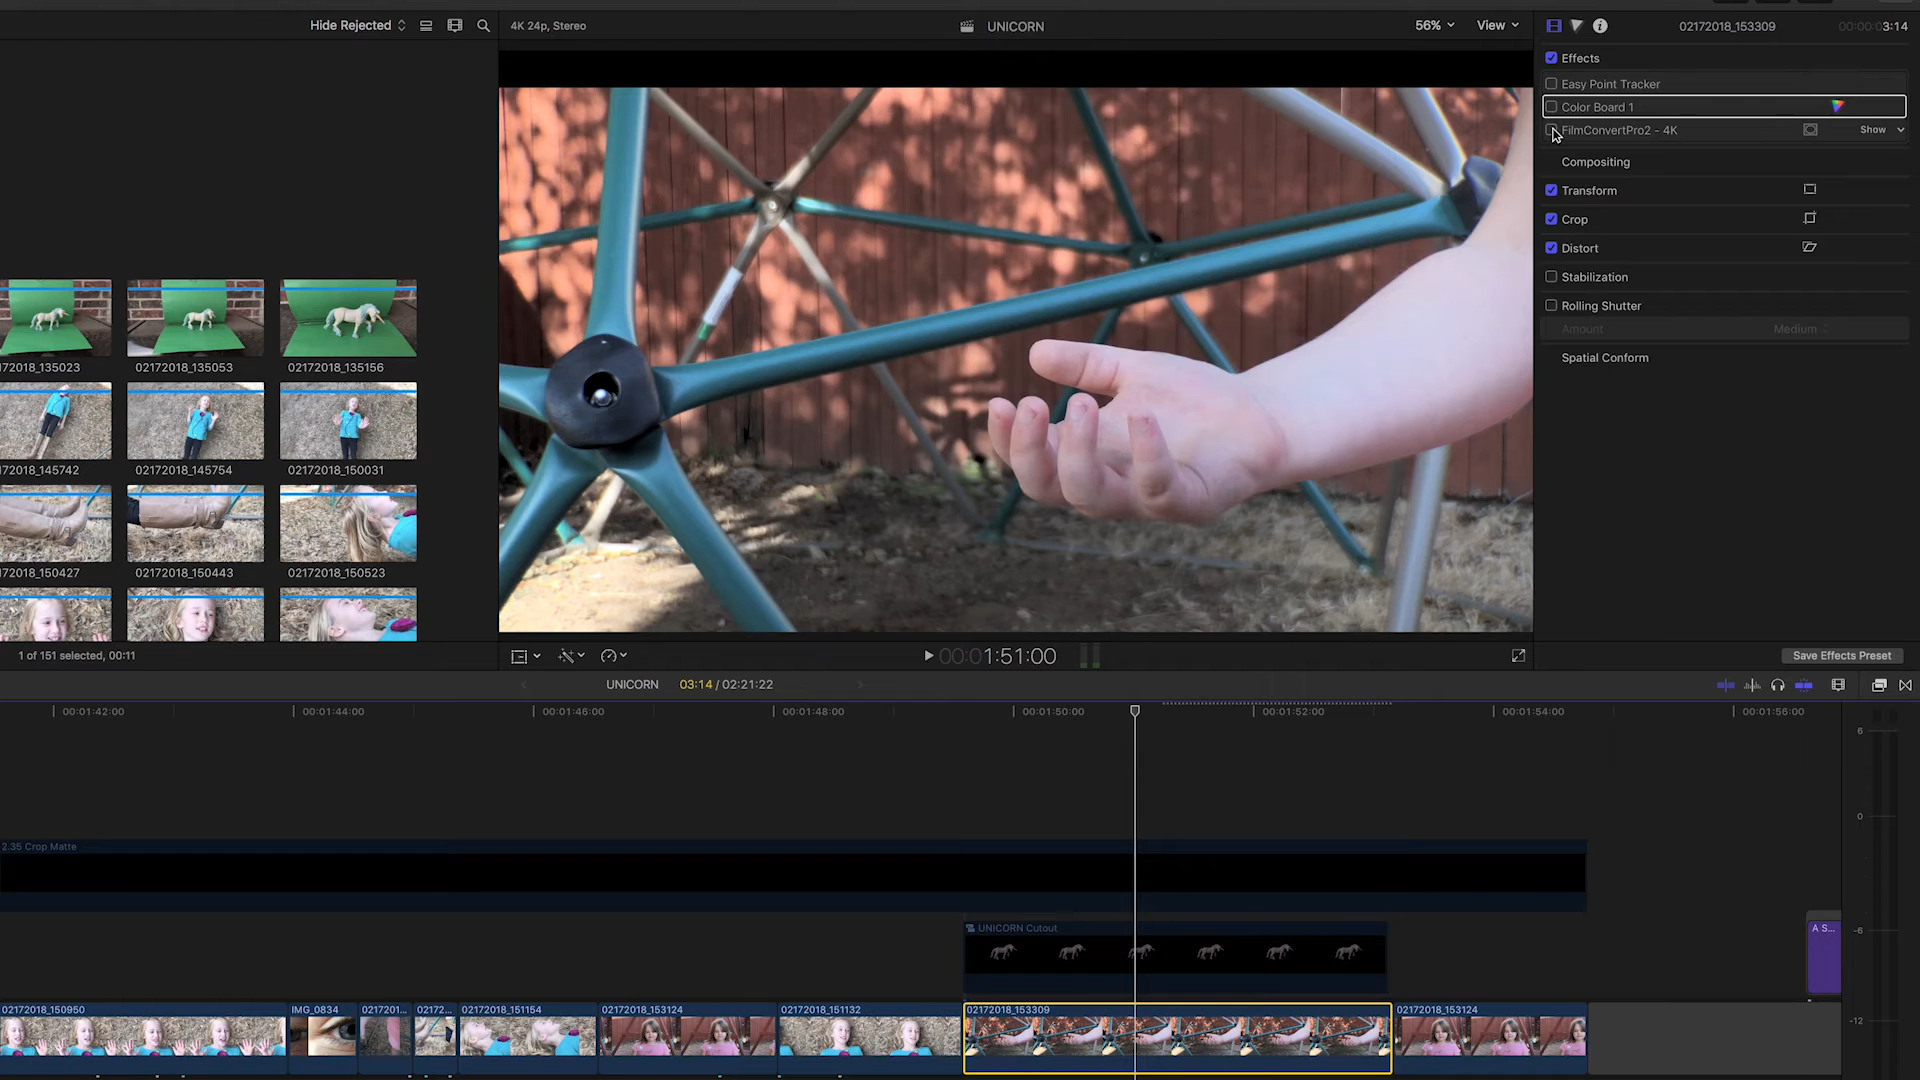 Hide Rejected
4K 24p, Stereo
UNICORN
56%
View
02172018_153309
00:00:03:14
Effects
Easy Point Tracker
Color Board 1
FilmConvertPro2 - 4K
Show
Compositing
Transform
Crop
Distort
Stabilization
Rolling Shutter
Amount
Medium
Spatial Conform
Save Effects Preset
72018_135023
02172018_135053
02172018_135156
72018_145742
02172018_145754
02172018_150031
72018_150427
02172018_150443
02172018_150523
1 of 151 selected, 00:11
00:01:51:00
UNICORN
03:14 / 02:21:22
00:01:42:00
00:01:44:00
00:01:46:00
00:01:48:00
00:01:50:00
00:01:52:00
00:01:54:00
00:01:56:00
6
0
-6
-12
2.35 Crop Matte
UNICORN Cutout
A S...
02172018_150950
IMG_0834
0217201...
02172...
02172018_151154
02172018_153124
02172018_151132
02172018_153309
02172018_153124